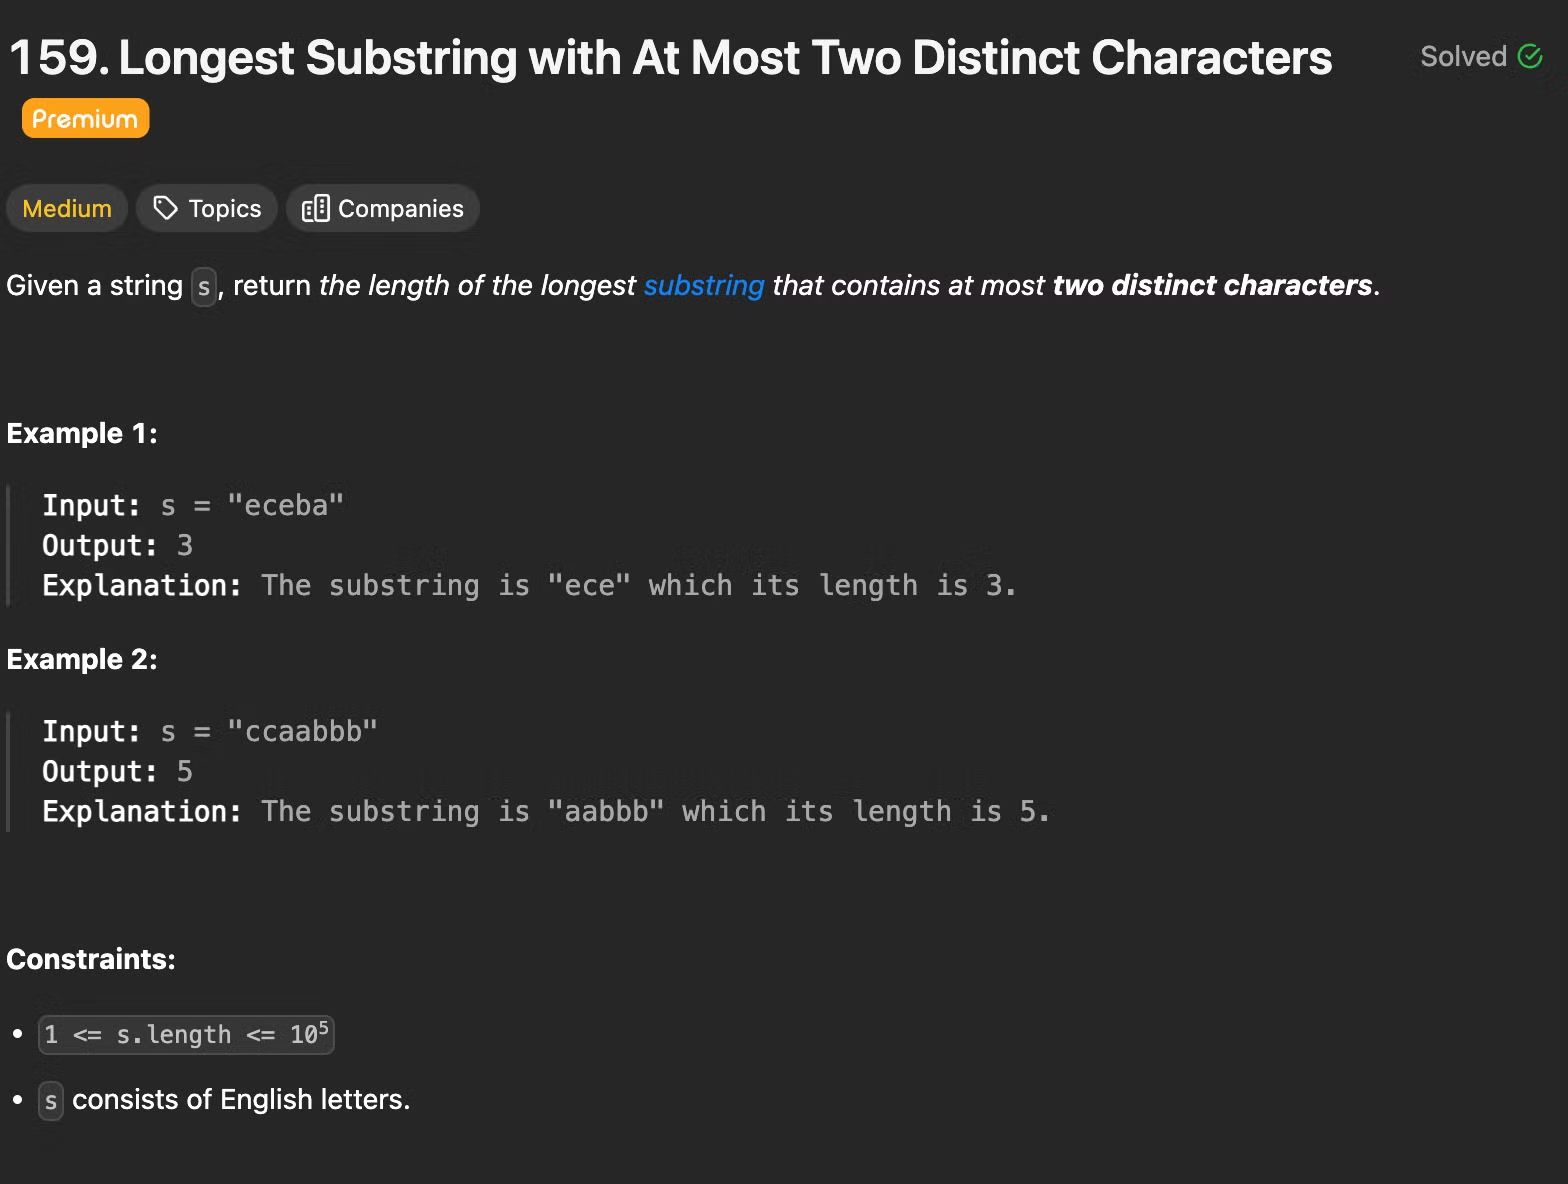 159. Longest Substring with At Most Two Distinct Characters
Solved
Premium
Medium
Topics
Companies
Given a string s, return the length of the longest substring that contains at most two distinct characters.
Example 1:
Input: s = "eceba"
Output: 3
Explanation: The substring is "ece" which its length is 3.
Example 2:
Input: s = "ccaabbb"
Output: 5
Explanation: The substring is "aabbb" which its length is 5.
Constraints:
• 1 <= s.length <= 10⁵
• s consists of English letters.